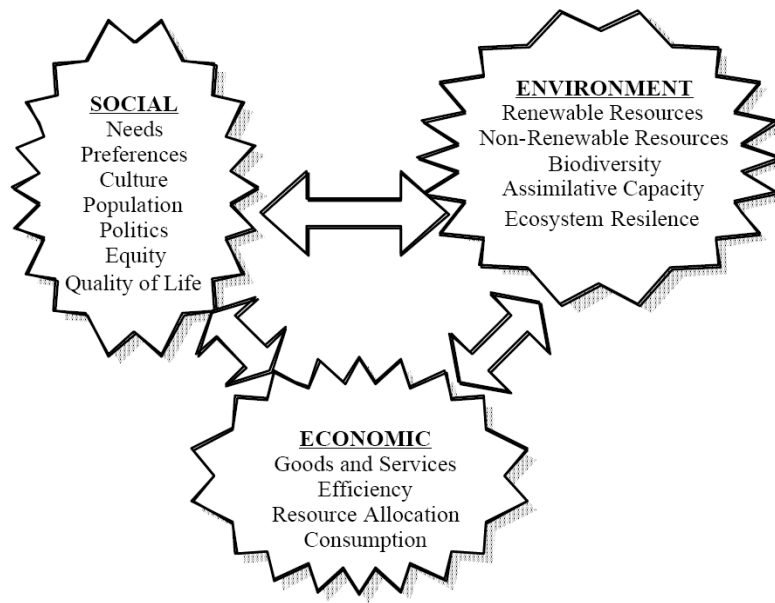 SOCIAL
Needs
Preferences
Culture
Population
Politics
Equity
Quality of Life
ENVIRONMENT
Renewable Resources
Non-Renewable Resources
Biodiversity
Assimilative Capacity
Ecosystem Resilence
ECONOMIC
Goods and Services
Efficiency
Resource Allocation
Consumption